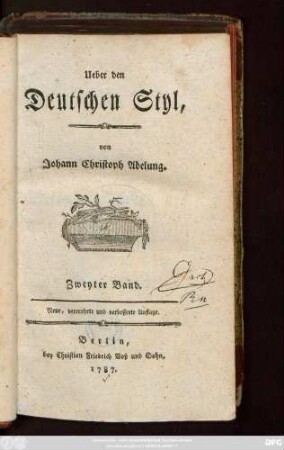 Ueber den
Deutschen Styl,
von
Johann Christoph Adelung.
Zweyter Band.
Neue, vermehrte und verbesserte Auflage.
Berlin,
bey Christian Friedrich Voß und Sohn,
1787.